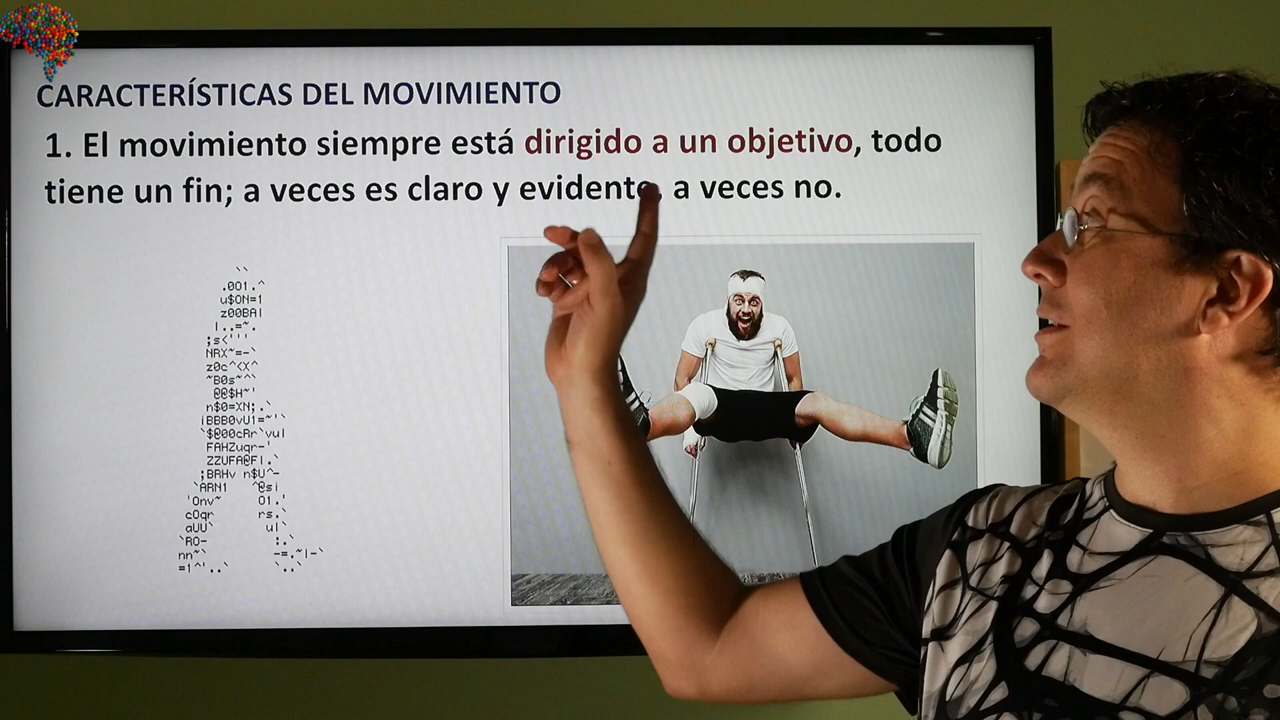 CARACTERÍSTICAS DEL MOVIMIENTO
1. El movimiento siempre está dirigido a un objetivo, todo
tiene un fin; a veces es claro y evidente, a veces no.